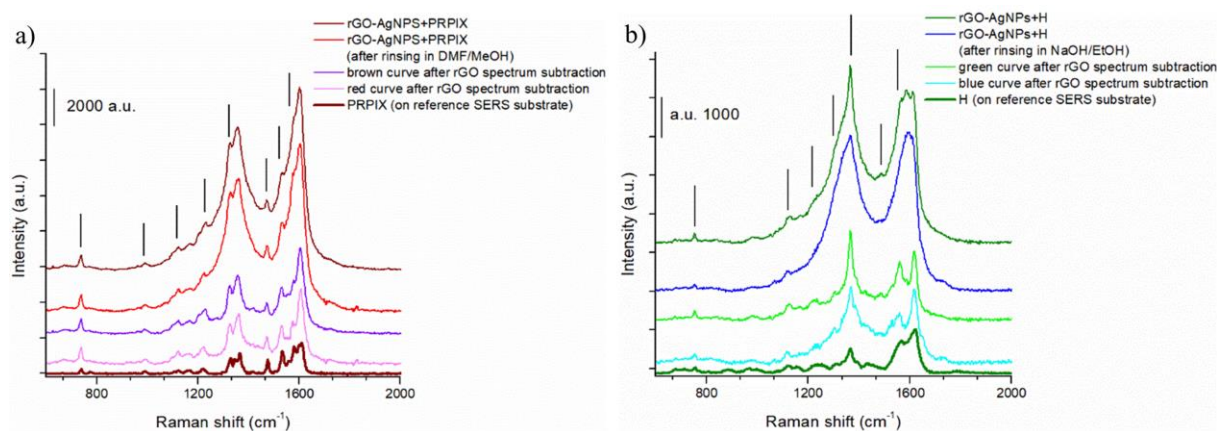 a)
rGO-AgNPS+PRPIX
rGO-AgNPS+PRPIX
(after rinsing in DMF/MeOH)
brown curve after rGO spectrum subtraction
red curve after rGO spectrum subtraction
PRPIX (on reference SERS substrate)
2000 a.u.
Intensity (a.u.)
800
1200
1600
2000
Raman shift (cm⁻¹)
b)
rGO-AgNPs+H
rGO-AgNPs+H
(after rinsing in NaOH/EtOH)
green curve after rGO spectrum subtraction
blue curve after rGO spectrum subtraction
H (on reference SERS substrate)
a.u. 1000
Intensity (a.u.)
800
1200
1600
2000
Raman shift (cm⁻¹)